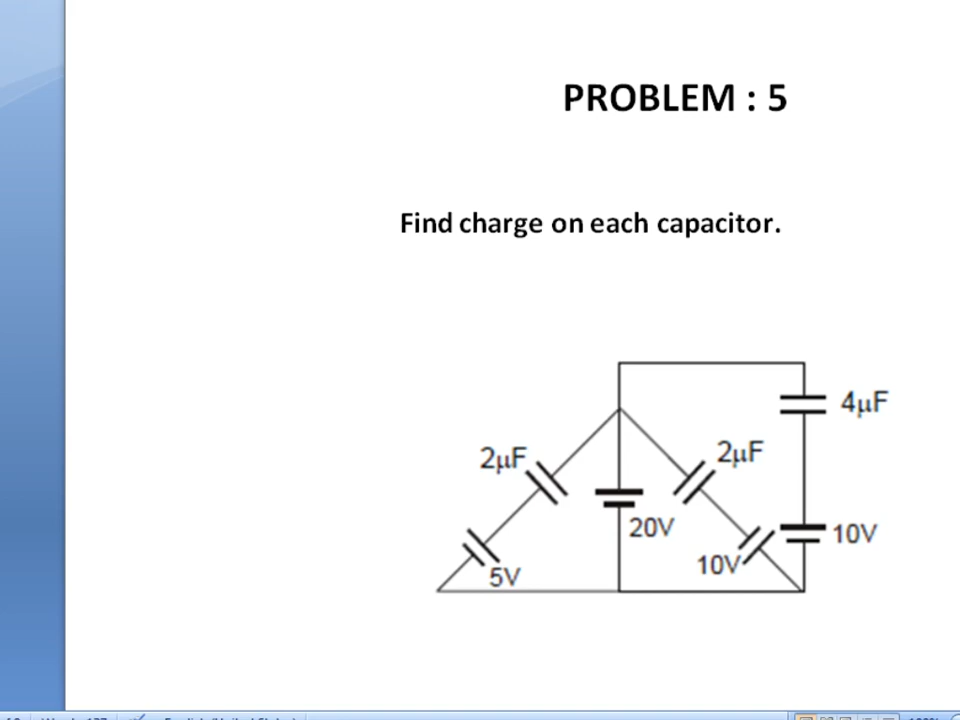 PROBLEM : 5
Find charge on each capacitor.
4µF
2µF
2µF
20V
10V
10V
5V